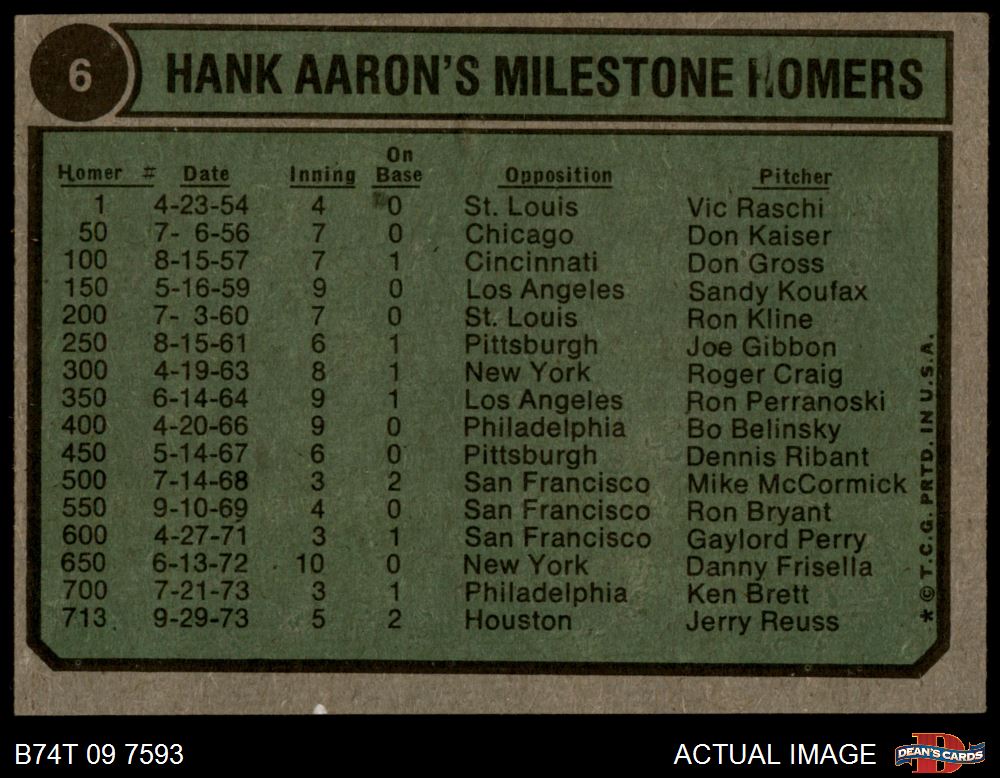 6 HANK AARON'S MILESTONE HOMERS
Homer # Date Inning On Base Opposition Pitcher
1 4-23-54 4 0 St. Louis Vic Raschi
50 7- 6-56 7 0 Chicago Don Kaiser
100 8-15-57 7 1 Cincinnati Don Gross
150 5-16-59 9 0 Los Angeles Sandy Koufax
200 7- 3-60 7 0 St. Louis Ron Kline
250 8-15-61 6 1 Pittsburgh Joe Gibbon
300 4-19-63 8 1 New York Roger Craig
350 6-14-64 9 1 Los Angeles Ron Perranoski
400 4-20-66 9 0 Philadelphia Bo Belinsky
450 5-14-67 6 0 Pittsburgh Dennis Ribant
500 7-14-68 3 2 San Francisco Mike McCormick
550 9-10-69 4 0 San Francisco Ron Bryant
600 4-27-71 3 1 San Francisco Gaylord Perry
650 6-13-72 10 0 New York Danny Frisella
700 7-21-73 3 1 Philadelphia Ken Brett
713 9-29-73 5 2 Houston Jerry Reuss
* © T.C.G. PRTD. IN U.S.A.
B74T 09 7593 ACTUAL IMAGE DEAN'S CARDS